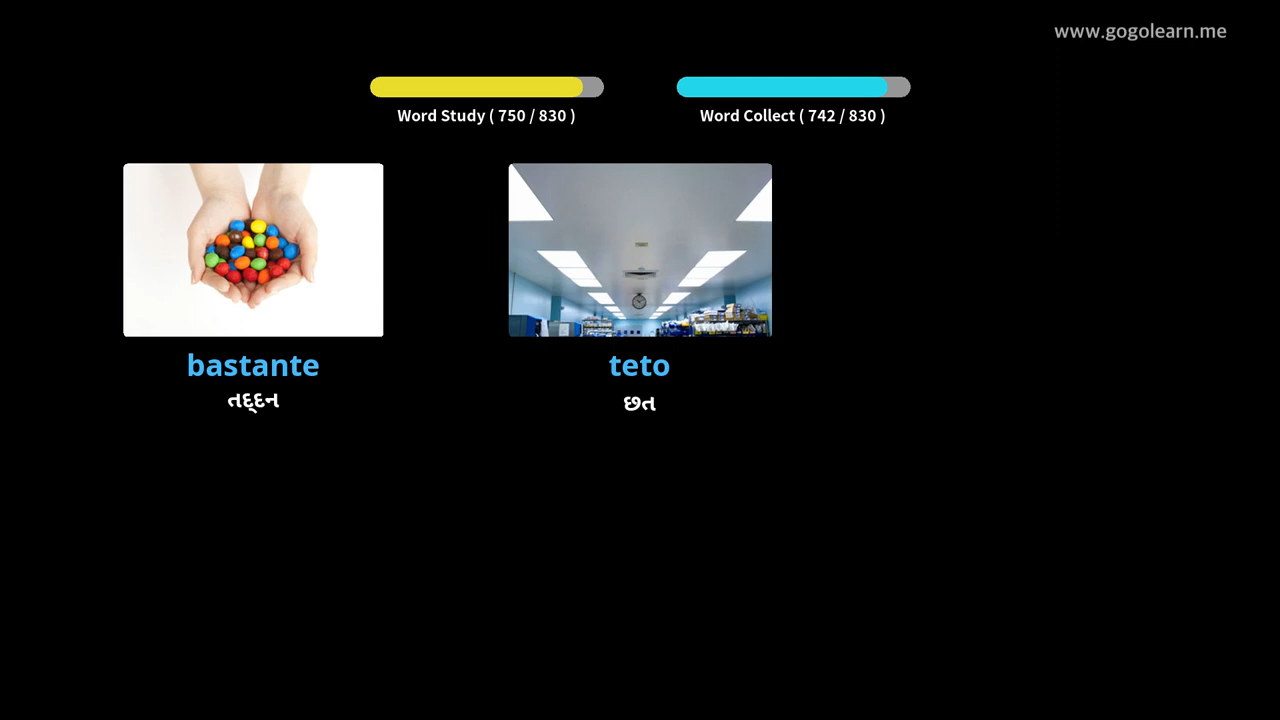 www.gogolearn.me
Word Study ( 750 / 830 )
Word Collect ( 742 / 830 )
bastante
તદ્દન
teto
છત